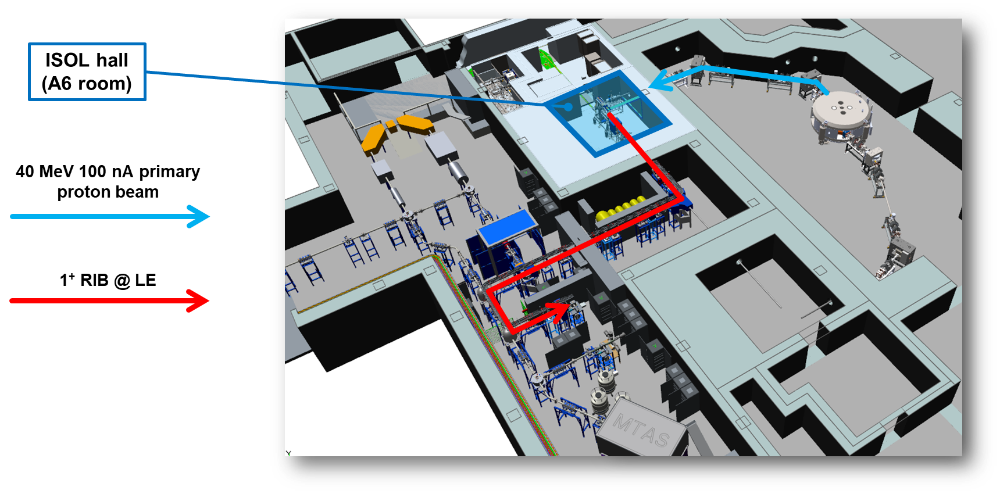 ISOL hall
(A6 room)
40 MeV 100 nA primary
proton beam
1⁺ RIB @ LE
MTAS
Y